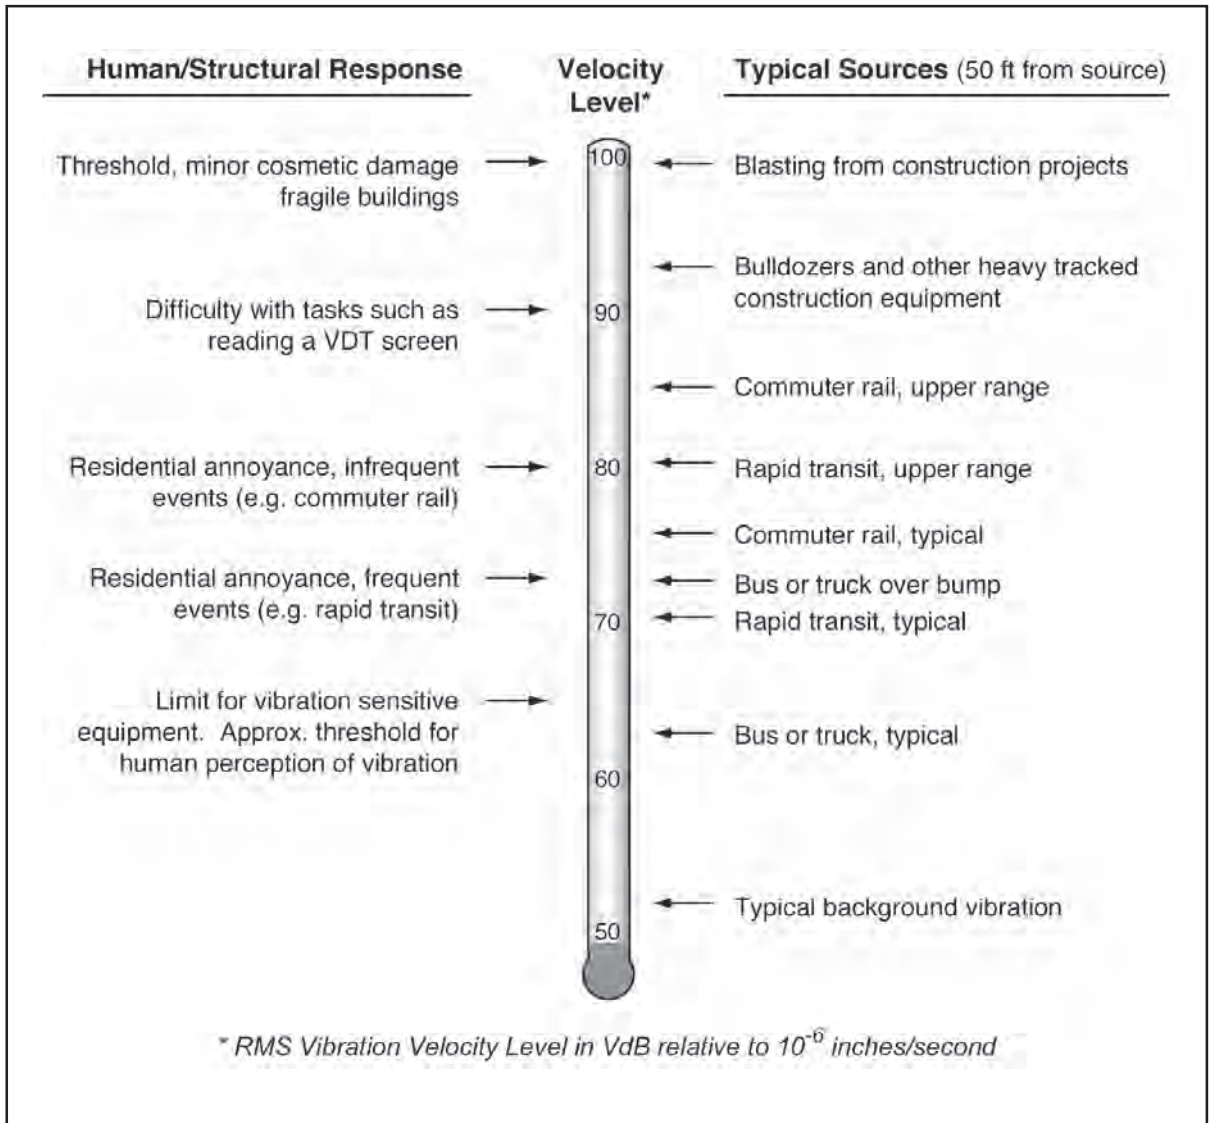 Human/Structural Response
Velocity
Level*
Typical Sources (50 ft from source)
Threshold, minor cosmetic damage
fragile buildings
Difficulty with tasks such as
reading a VDT screen
Residential annoyance, infrequent
events (e.g. commuter rail)
Residential annoyance, frequent
events (e.g. rapid transit)
Limit for vibration sensitive
equipment. Approx. threshold for
human perception of vibration
100
90
80
70
60
50
Blasting from construction projects
Bulldozers and other heavy tracked
construction equipment
Commuter rail, upper range
Rapid transit, upper range
Commuter rail, typical
Bus or truck over bump
Rapid transit, typical
Bus or truck, typical
Typical background vibration
* RMS Vibration Velocity Level in VdB relative to 10⁻⁶ inches/second